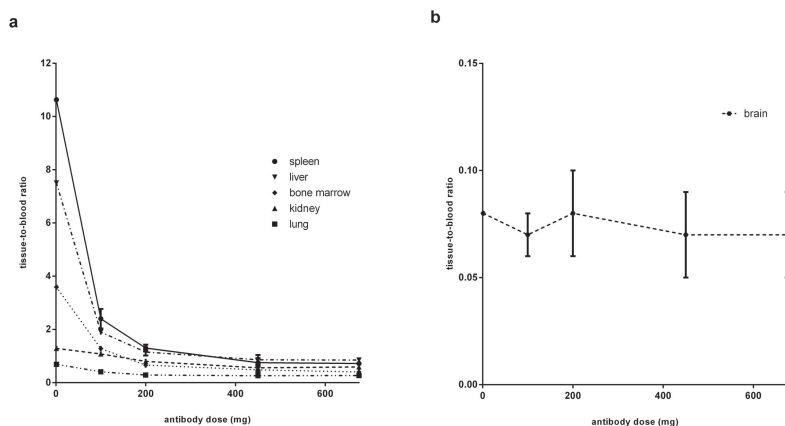 a
12
10
8
6
4
2
0
tissue-to-blood ratio
0
200
400
600
antibody dose (mg)
spleen
liver
bone marrow
kidney
lung
b
0.15
0.10
0.05
0.00
tissue-to-blood ratio
0
200
400
600
antibody dose (mg)
brain